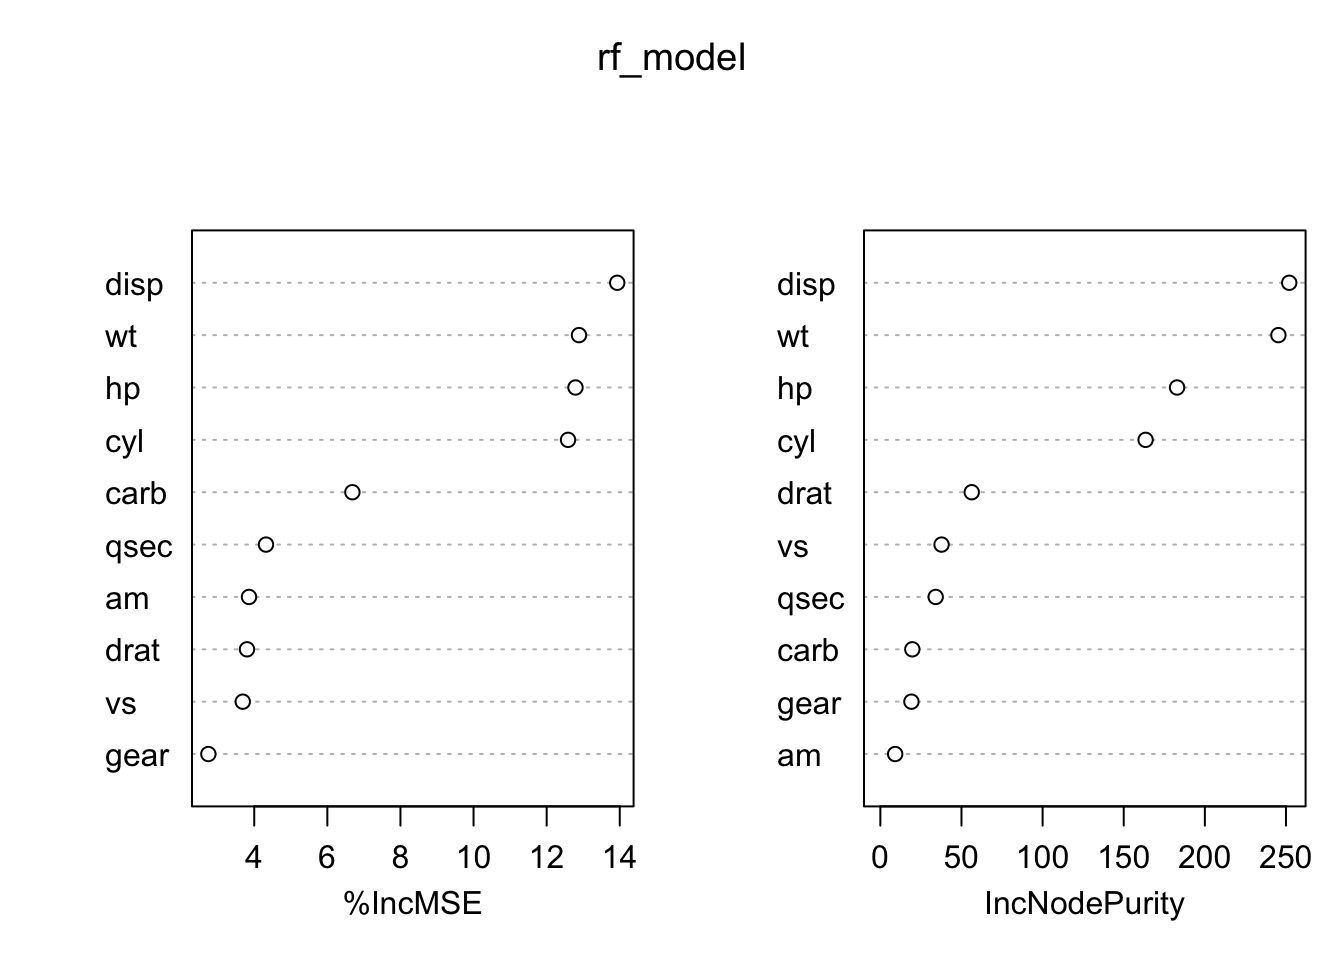 rf_model
disp
wt
hp
cyl
carb
qsec
am
drat
vs
gear
4 6 8 10 12 14
%IncMSE
disp
wt
hp
cyl
drat
vs
qsec
carb
gear
am
0 50 100 150 200 250
IncNodePurity